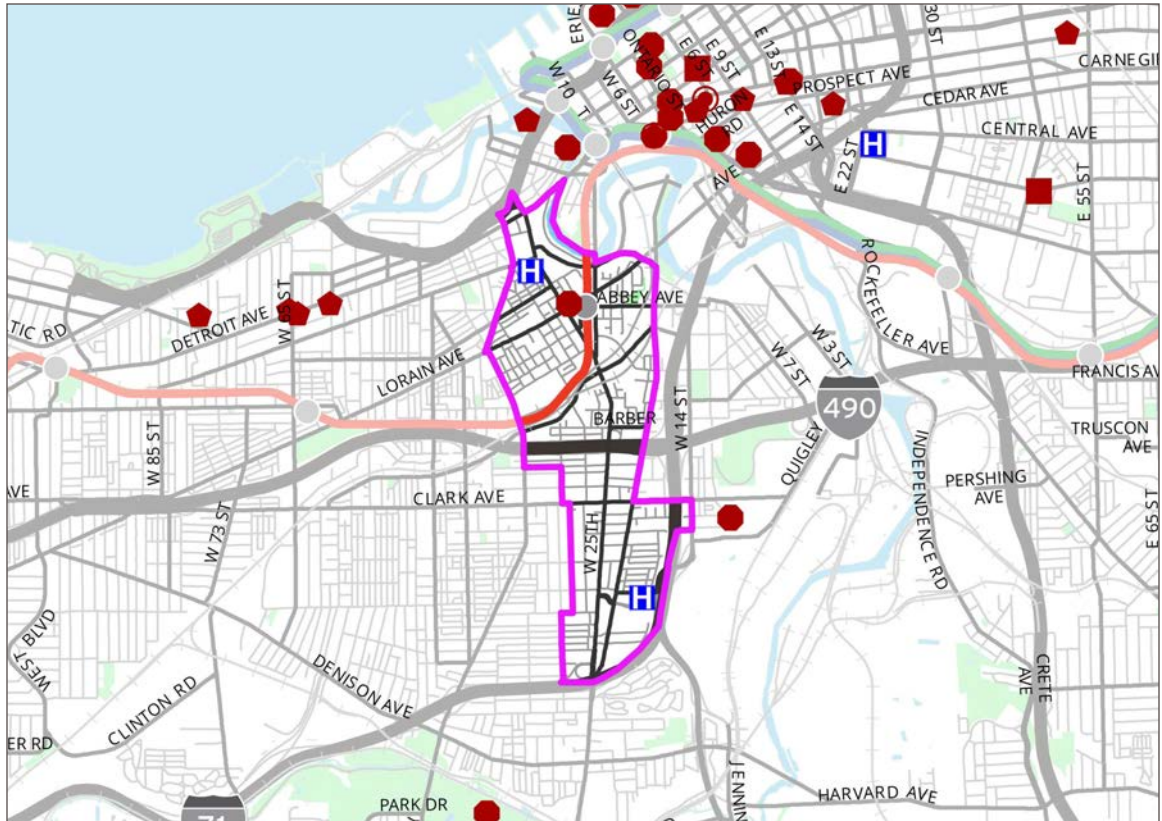 ERIE
ONTARIO ST
E 6 ST
E 9 ST
E 13 ST
30 ST
CARNEGI
W 10
T
W 6 ST
PROSPECT AVE
CEDAR AVE
HURON
RD
E 14 ST
CENTRAL AVE
E 22 ST
H
AVE
E 55 ST
ROCKEFELLER AVE
H
ABBEY AVE
DETROIT AVE
W 65 ST
TIC RD
LORAIN AVE
W 3 ST
W 7 ST
FRANCIS AV
490
BARBER
W 14 ST
W 85 ST
QUIGLEY
TRUSCON
AVE
INDEPENDENCE RD
PERSHING
AVE
AVE
CLARK AVE
W 73 ST
W 25TH
E 65 ST
H
WEST BLVD
DENISON AVE
CLINTON RD
CRETE
AVE
ER RD
JENNIN
HARVARD AVE
PARK DR
71